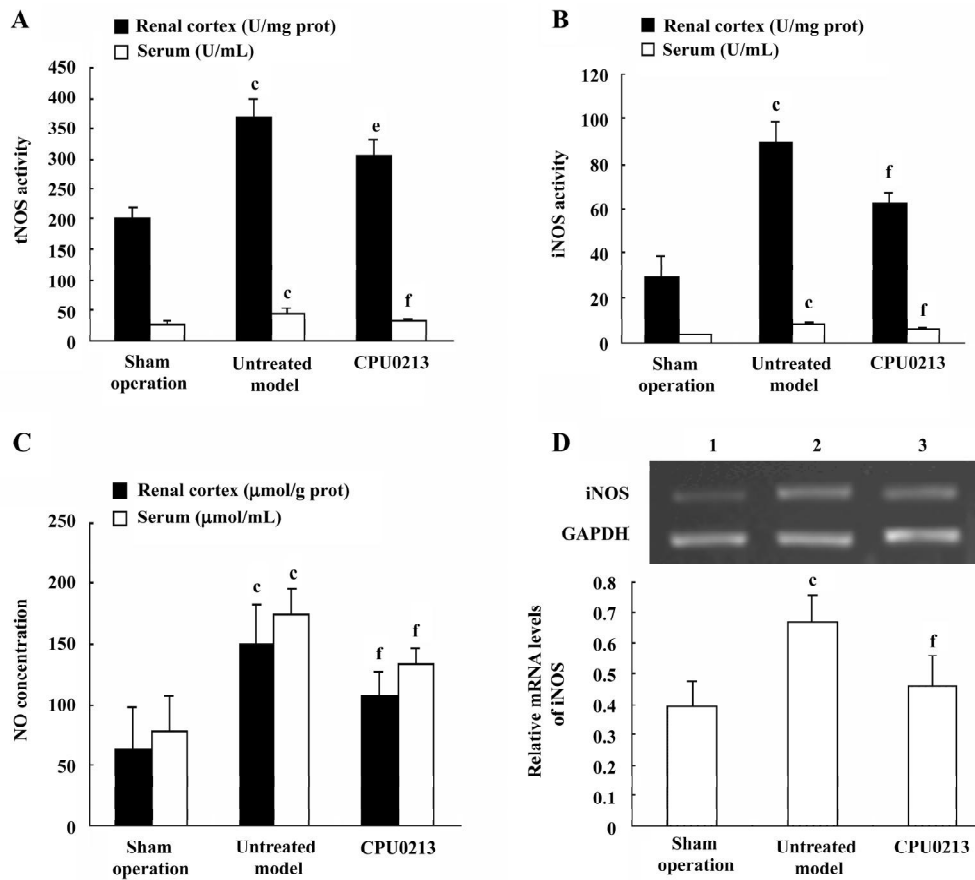 A
Renal cortex (U/mg prot)
Serum (U/mL)
450
400
350
300
250
200
150
100
50
0
tNOS activity
c
c
e
f
Sham
operation
Untreated
model
CPU0213
B
Renal cortex (U/mg prot)
Serum (U/mL)
120
100
80
60
40
20
0
iNOS activity
c
c
f
f
Sham
operation
Untreated
model
CPU0213
C
Renal cortex (μmol/g prot)
Serum (μmol/mL)
250
200
150
100
50
0
NO concentration
c
c
f
f
Sham
operation
Untreated
model
CPU0213
D
1
2
3
iNOS
GAPDH
0.8
0.7
0.6
0.5
0.4
0.3
0.2
0.1
0
Relative mRNA levels
of iNOS
c
f
Sham
operation
Untreated
model
CPU0213